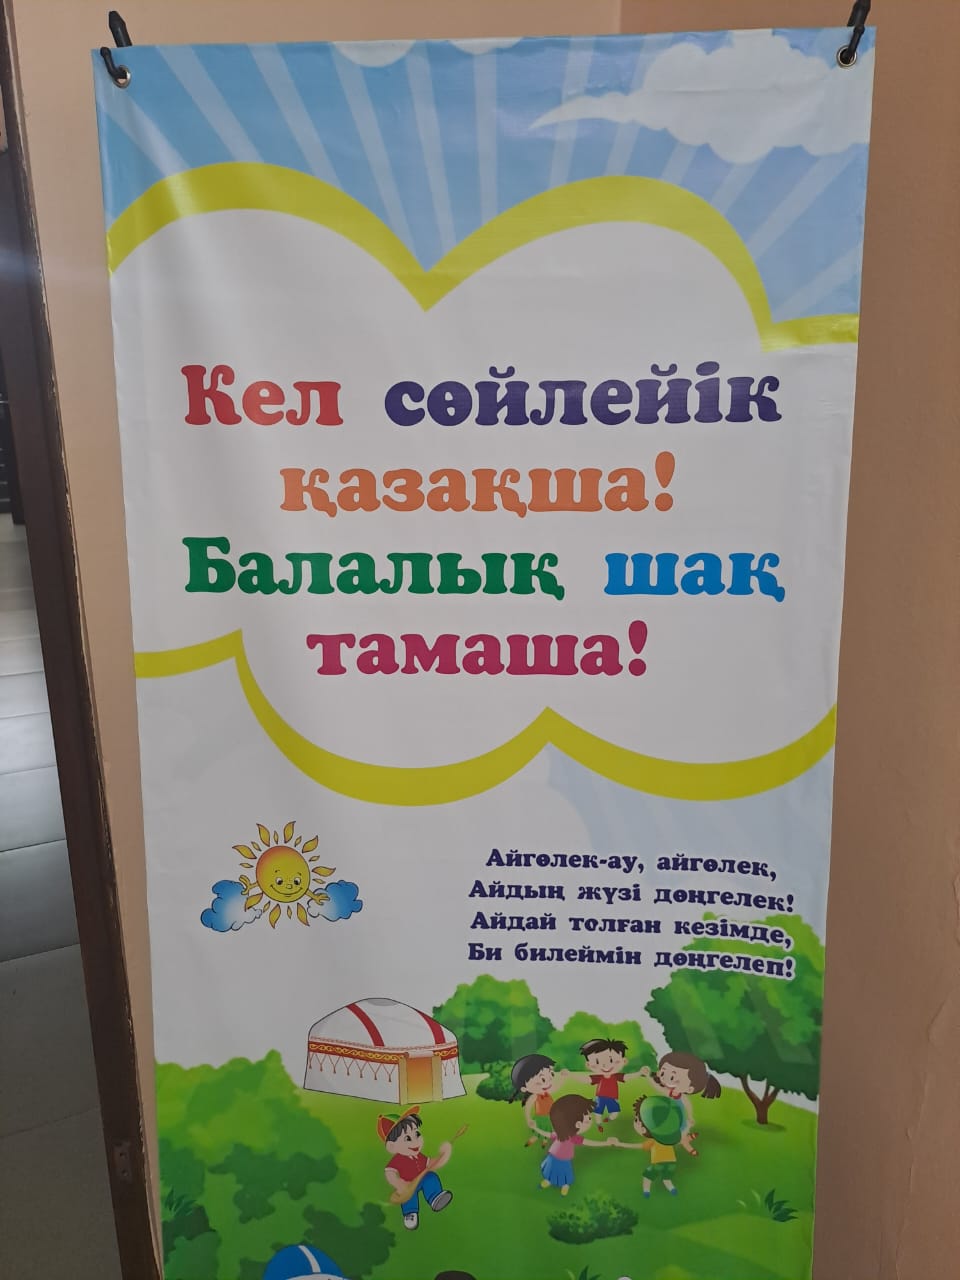 Кел сөйлейік
қазақша!
Балалық шақ
тамаша!
Айгөлек-ау, айгөлек,
Айдың жүзі дөңгелек!
Айдай толған кезімде,
Би билеймін дөңгелеп!